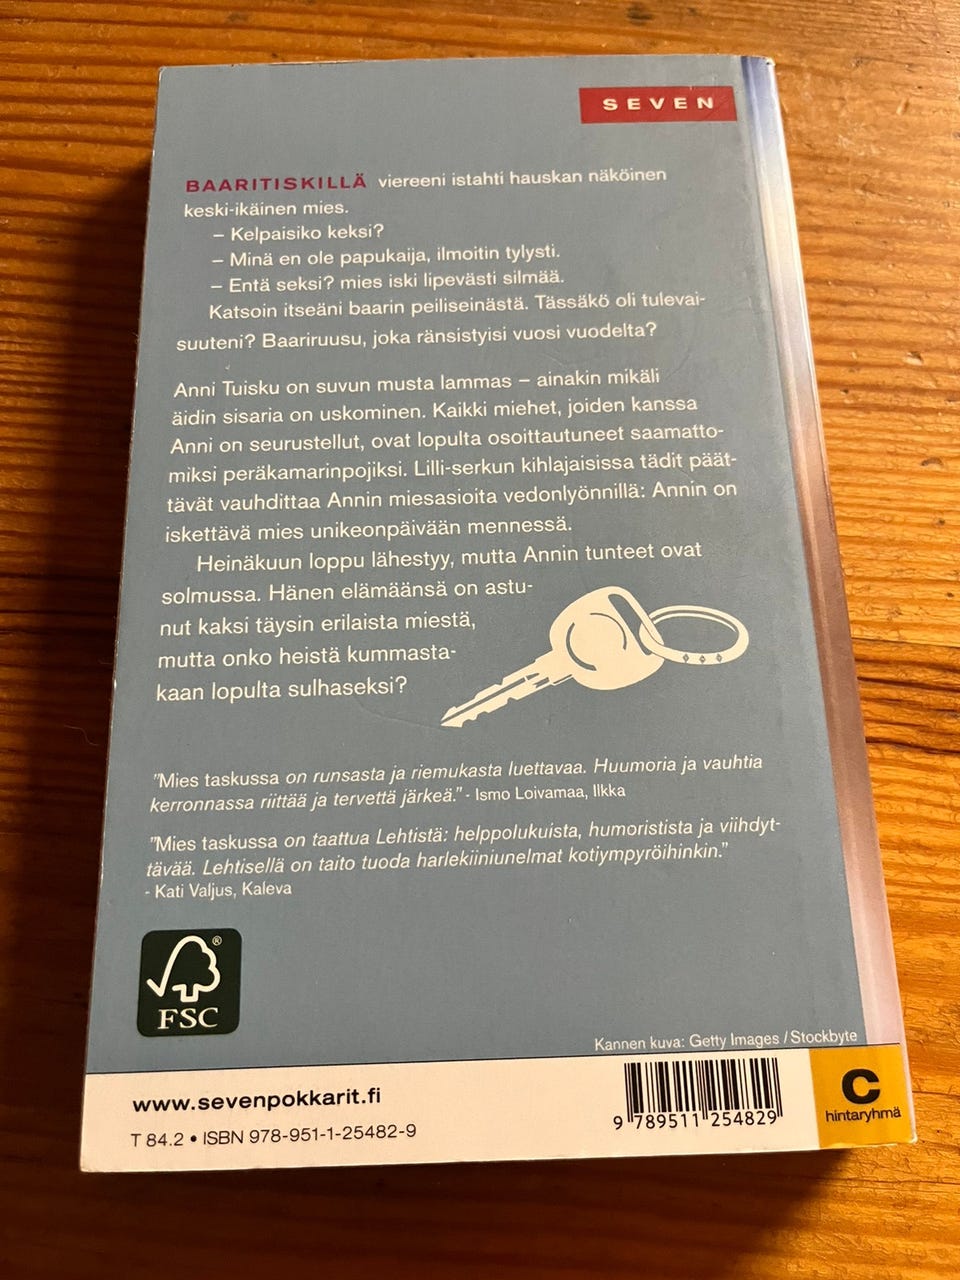 SEVEN
BAARITISKILLÄ viereeni istahti hauskan näköinen
keski-ikäinen mies.
– Kelpaisiko keksi?
– Minä en ole papukaija, ilmoitin tylysti.
– Entä seksi? mies iski lipevästi silmää.
Katsoin itseäni baarin peiliseinästä. Tässäkö oli tulevai-
suuteni? Baariruusu, joka ränsistyisi vuosi vuodelta?
Anni Tuisku on suvun musta lammas – ainakin mikäli
äidin sisaria on uskominen. Kaikki miehet, joiden kanssa
Anni on seurustellut, ovat lopulta osoittautuneet saamatto-
miksi peräkamarinpojiksi. Lilli-serkun kihlajaisissa tädit päät-
tävät vauhdittaa Annin miesasioita vedonlyönnillä: Annin on
iskettävä mies unikeonpäivään mennessä.
Heinäkuun loppu lähestyy, mutta Annin tunteet ovat
solmussa. Hänen elämäänsä on astu-
nut kaksi täysin erilaista miestä,
mutta onko heistä kummasta-
kaan lopulta sulhaseksi?
"Mies taskussa on runsasta ja riemukasta luettavaa. Huumoria ja vauhtia
kerronnassa riittää ja tervettä järkeä." - Ismo Loivamaa, Ilkka
"Mies taskussa on taattua Lehtistä: helppolukuista, humoristista ja viihdyt-
tävää. Lehtisellä on taito tuoda harlekiiniunelmat kotiympyröihinkin."
- Kati Valjus, Kaleva
®
FSC
Kannen kuva: Getty Images / Stockbyte
www.sevenpokkarit.fi
T 84.2 • ISBN 978-951-1-25482-9
9 789511 254829
C
hintaryhmä